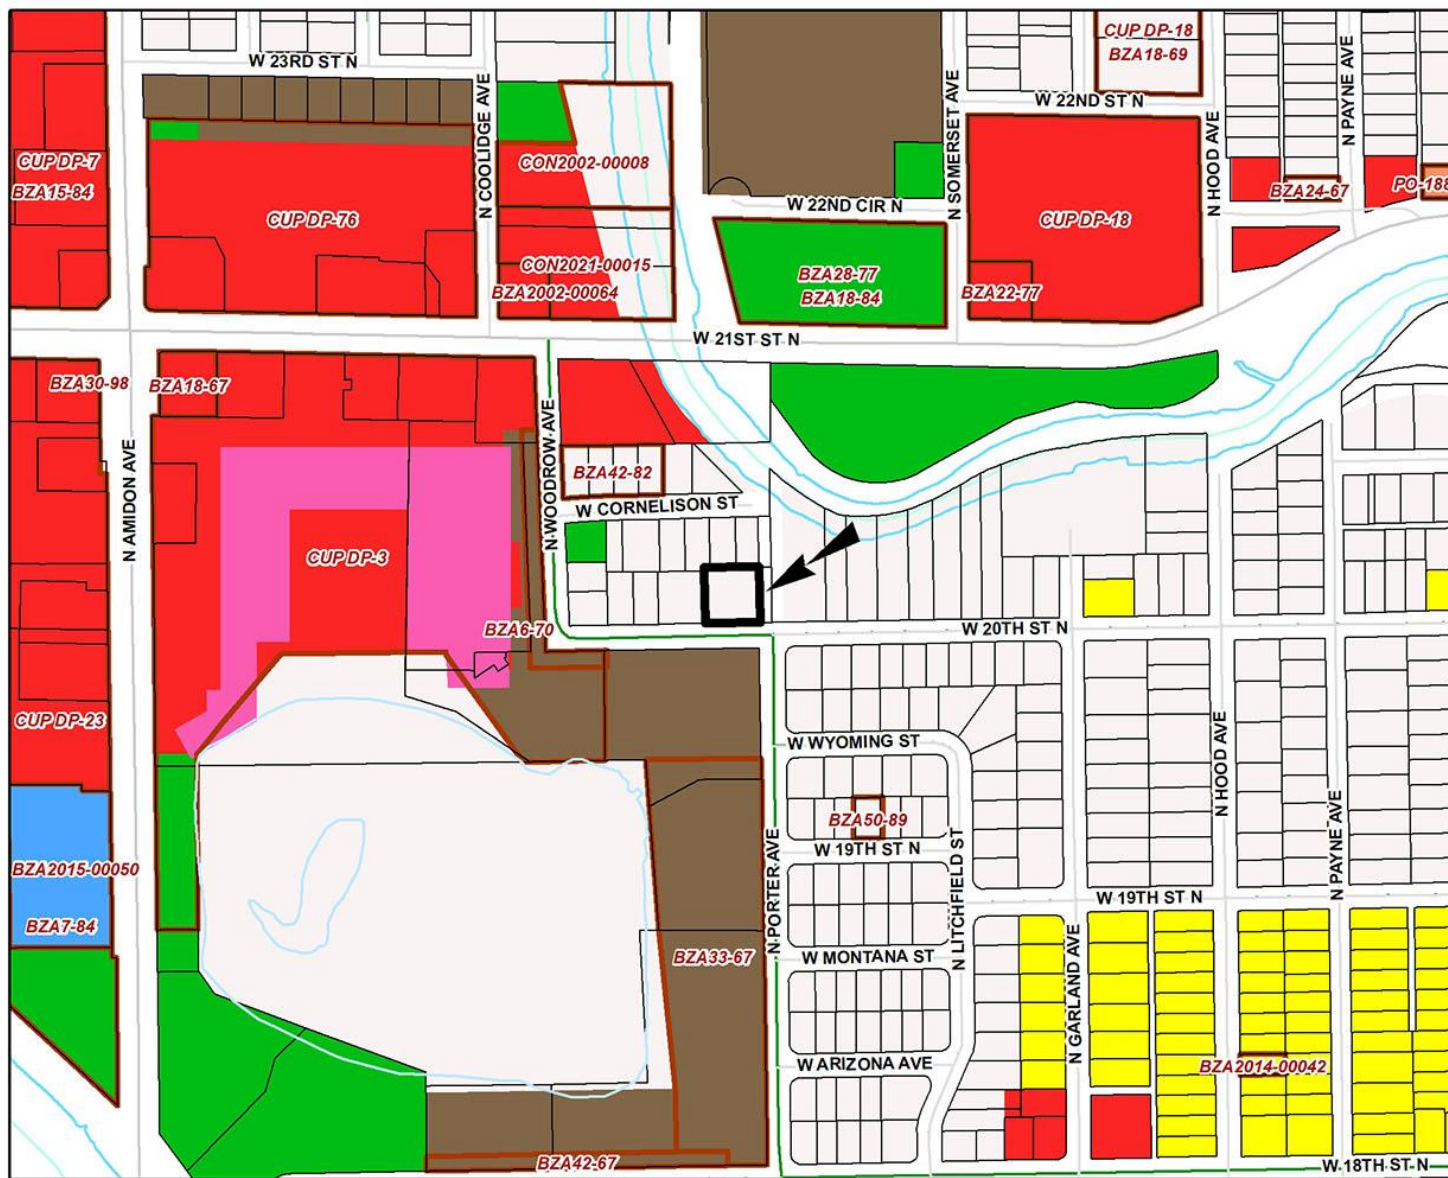 CUP DP-18
BZA18-69
W 23RD ST N
W 22ND ST N
N COOLIDGE AVE
N SOMERSET AVE
N HOOD AVE
N PAYNE AVE
CUP DP-7
BZA15-84
CON2002-00008
BZA24-67
PO-188
CUP DP-76
W 22ND CIR N
CUP DP-18
CON2021-00015
BZA2002-00064
BZA28-77
BZA18-84
BZA22-77
W 21ST ST N
BZA30-98
BZA18-67
N AMIDON AVE
N WOODROW AVE
BZA42-82
W CORNELISON ST
CUP DP-3
BZA6-70
W 20TH ST N
CUP DP-23
W WYOMING ST
N HOOD AVE
BZA50-89
W 19TH ST N
N PORTER AVE
N LITCHFIELD ST
N PAYNE AVE
BZA2015-00050
BZA7-84
W 19TH ST N
BZA33-67
W MONTANA ST
N GARLAND AVE
W ARIZONA AVE
BZA2014-00042
BZA42-67
W 18TH ST N